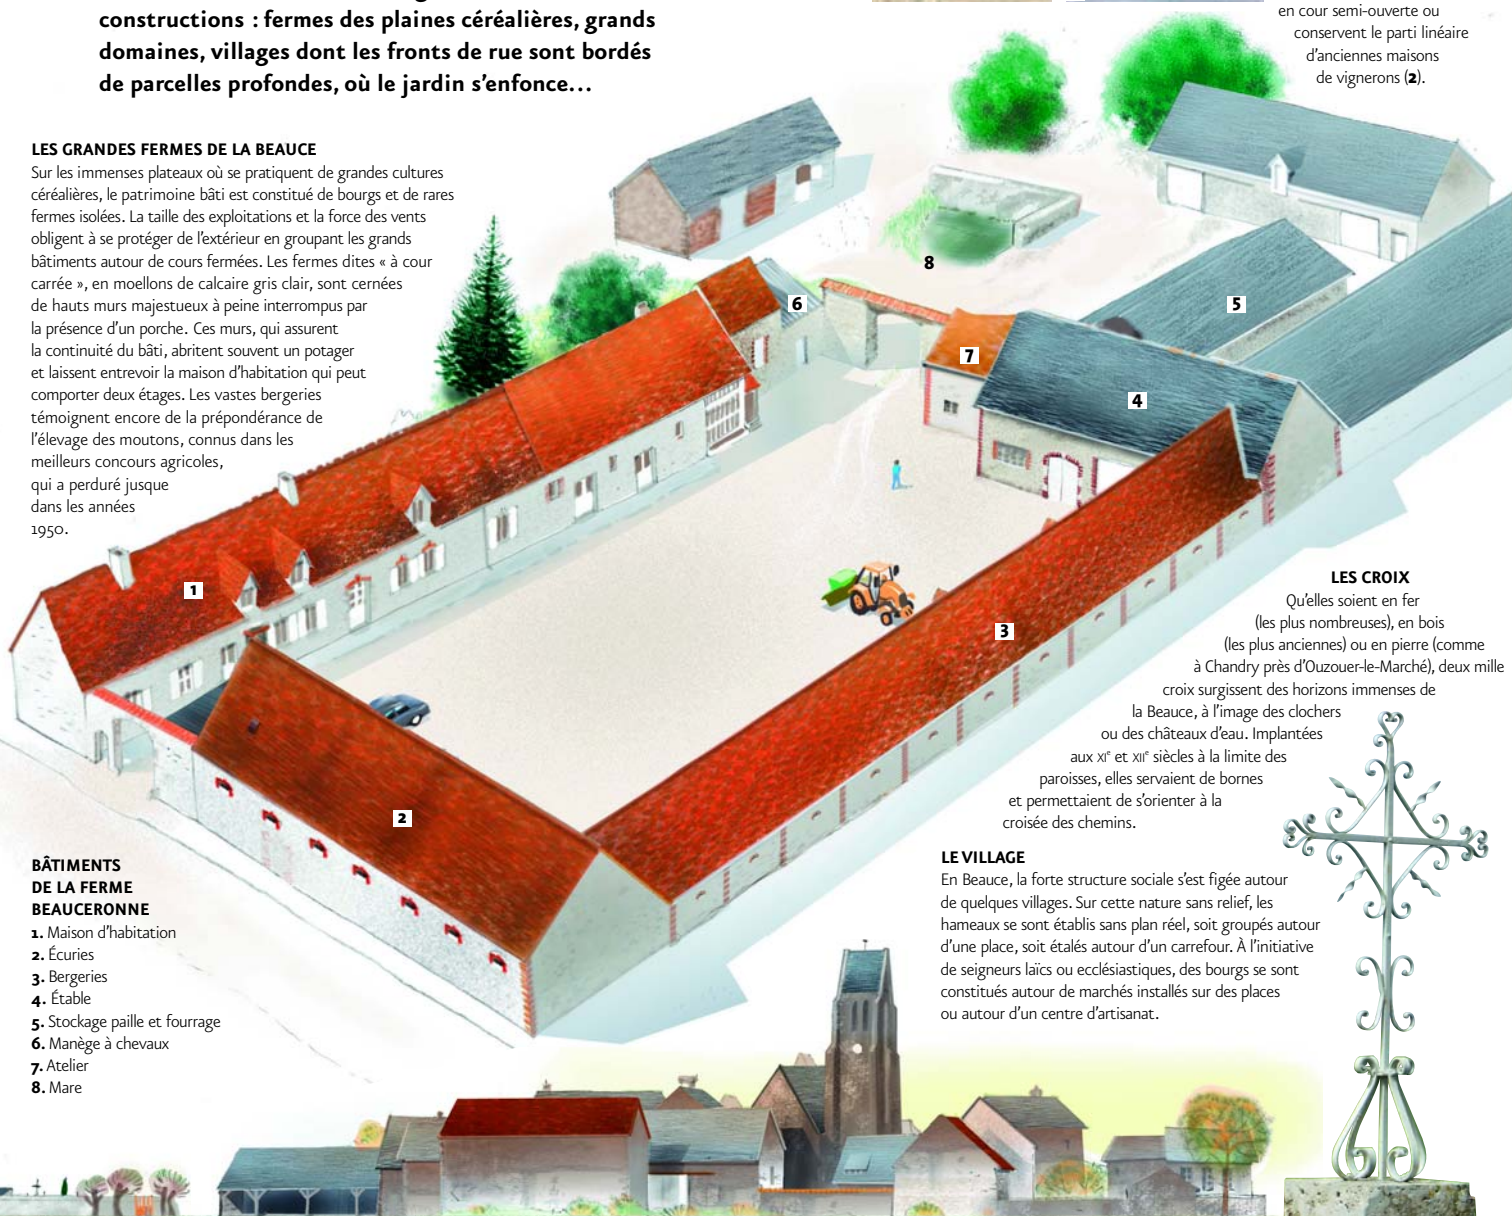 constructions : fermes des plaines céréalières, grands
domaines, villages dont les fronts de rue sont bordés
de parcelles profondes, où le jardin s’enfonce…
en cour semi-ouverte ou
conservent le parti linéaire
d’anciennes maisons
de vignerons (2).
LES GRANDES FERMES DE LA BEAUCE
Sur les immenses plateaux où se pratiquent de grandes cultures
céréalières, le patrimoine bâti est constitué de bourgs et de rares
fermes isolées. La taille des exploitations et la force des vents
obligent à se protéger de l’extérieur en groupant les grands
bâtiments autour de cours fermées. Les fermes dites « à cour
carrée », en moellons de calcaire gris clair, sont cernées
de hauts murs majestueux à peine interrompus par
la présence d’un porche. Ces murs, qui assurent
la continuité du bâti, abritent souvent un potager
et laissent entrevoir la maison d’habitation qui peut
comporter deux étages. Les vastes bergeries
témoignent encore de la prépondérance de
l’élevage des moutons, connus dans les
meilleurs concours agricoles,
qui a perduré jusque
dans les années
1950.
8
6
5
7
4
1
3
2
LES CROIX
Qu’elles soient en fer
(les plus nombreuses), en bois
(les plus anciennes) ou en pierre (comme
à Chandry près d’Ouzouer-le-Marché), deux mille
croix surgissent des horizons immenses de
la Beauce, à l’image des clochers
ou des châteaux d’eau. Implantées
aux XIe et XIIe siècles à la limite des
paroisses, elles servaient de bornes
et permettaient de s’orienter à la
croisée des chemins.
LE VILLAGE
En Beauce, la forte structure sociale s’est figée autour
de quelques villages. Sur cette nature sans relief, les
hameaux se sont établis sans plan réel, soit groupés autour
d’une place, soit étalés autour d’un carrefour. À l’initiative
de seigneurs laïcs ou ecclésiastiques, des bourgs se sont
constitués autour de marchés installés sur des places
ou autour d’un centre d’artisanat.
BÂTIMENTS
DE LA FERME
BEAUCERONNE
1. Maison d’habitation
2. Écuries
3. Bergeries
4. Étable
5. Stockage paille et fourrage
6. Manège à chevaux
7. Atelier
8. Mare